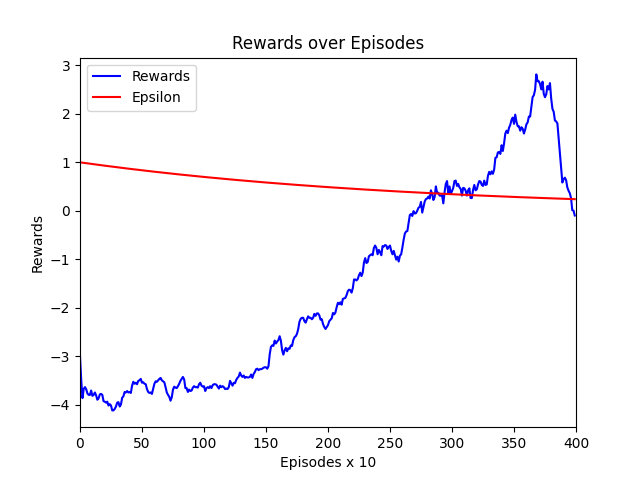 Rewards over Episodes
Rewards
Epsilon
3
2
1
0
−1
−2
−3
−4
Rewards
0 50 100 150 200 250 300 350 400
Episodes x 10